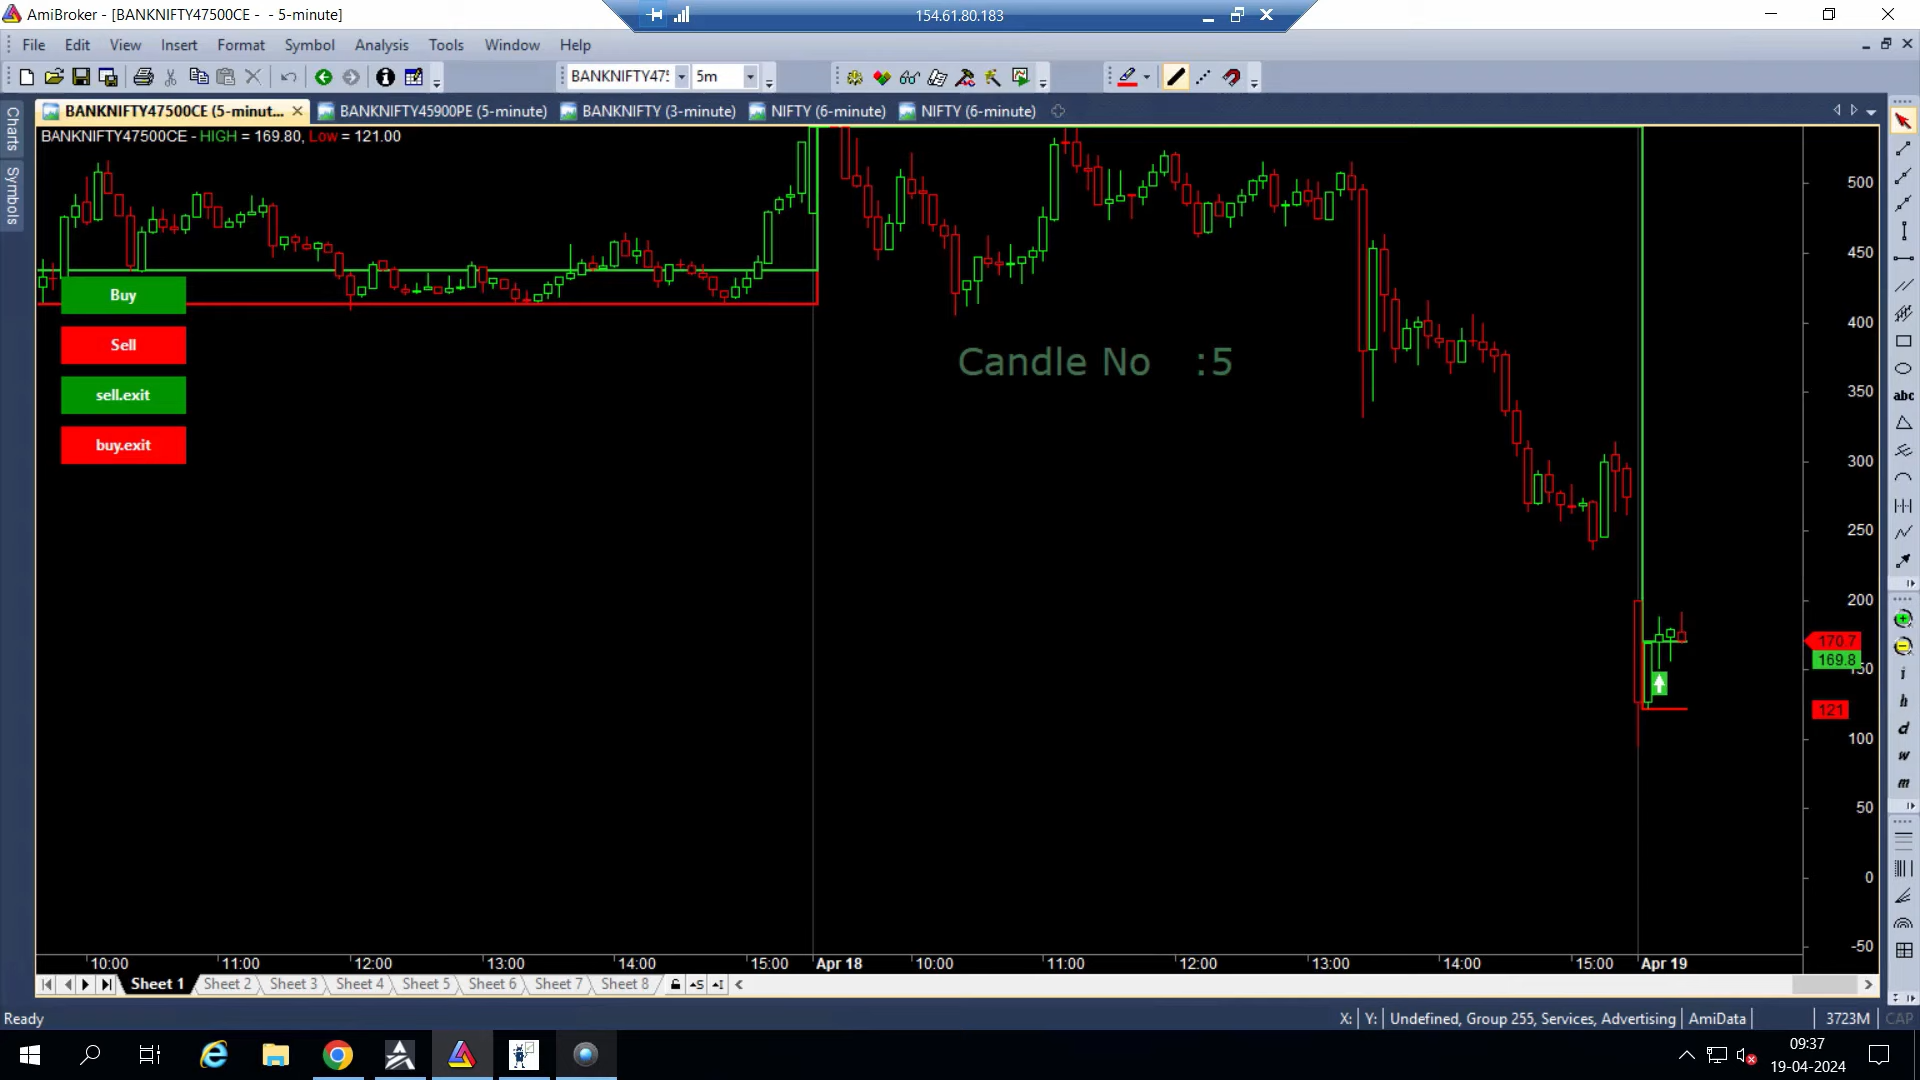 AmiBroker - [BANKNIFTY47500CE - - 5-minute]
154.61.80.183
File Edit View Insert Format Symbol Analysis Tools Window Help
BANKNIFTY47! 5m
BANKNIFTY47500CE (5-minut... BANKNIFTY45900PE (5-minute) BANKNIFTY (3-minute) NIFTY (6-minute) NIFTY (6-minute)
Charts
Symbols
BANKNIFTY47500CE - HIGH = 169.80, Low = 121.00
Buy
Sell
sell.exit
buy.exit
Candle No :5
500
450
400
350
300
250
200
170.7
169.8
150
121
100
50
0
-50
abc
i
h
d
w
m
10:00 11:00 12:00 13:00 14:00 15:00 Apr 18 10:00 11:00 12:00 13:00 14:00 15:00 Apr 19
Sheet 1 Sheet 2 Sheet 3 Sheet 4 Sheet 5 Sheet 6 Sheet 7 Sheet 8
Ready
X: Y: Undefined, Group 255, Services, Advertising AmiData 3723M CAP
09:37
19-04-2024